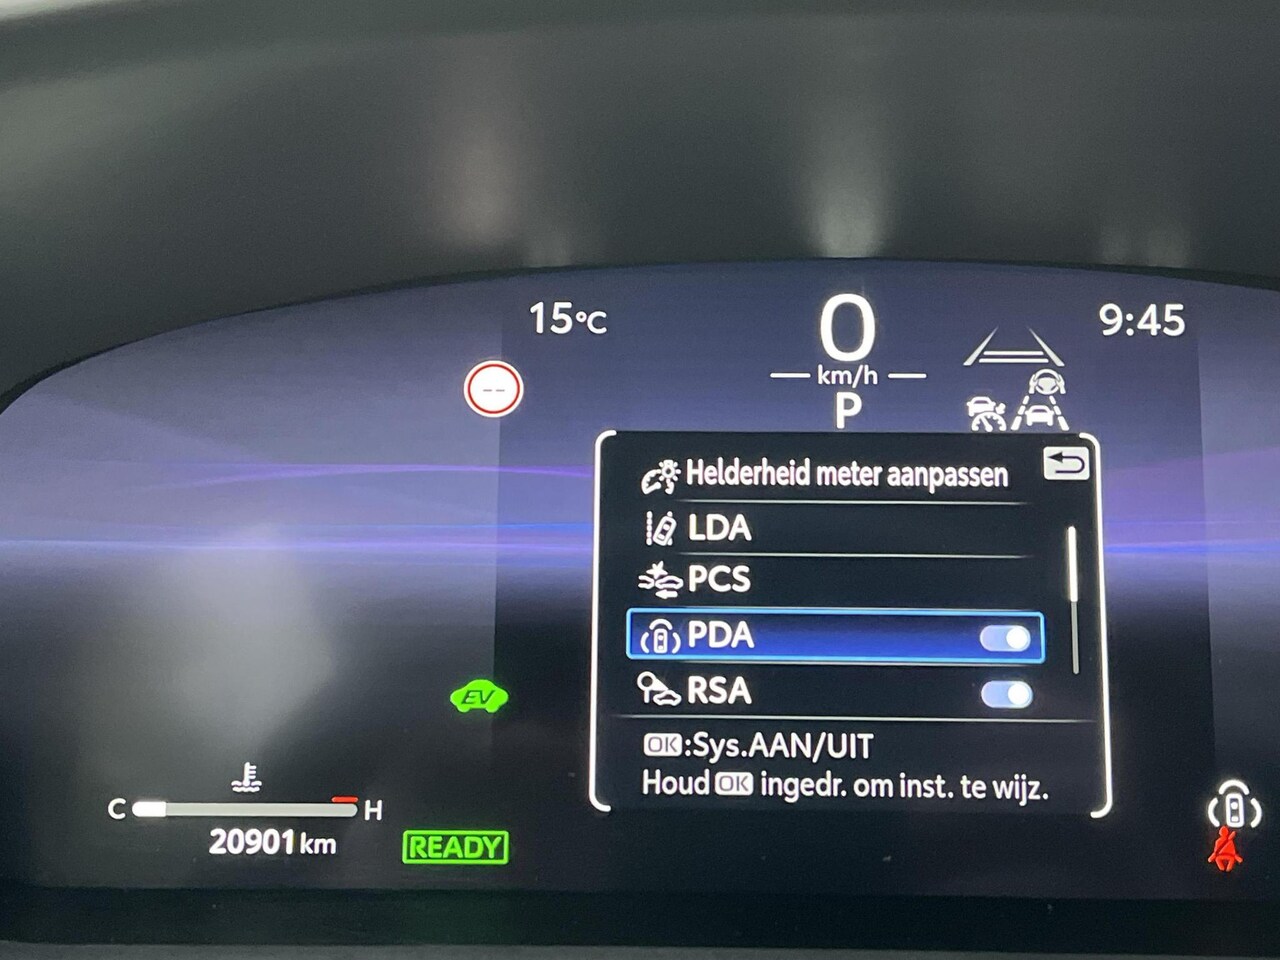 15°C
0
9:45
--
km/h
P
Helderheid meter aanpassen
LDA
PCS
PDA
RSA
EV
OK:Sys.AAN/UIT
Houd OK ingedr. om inst. te wijz.
C H
20901 km
READY